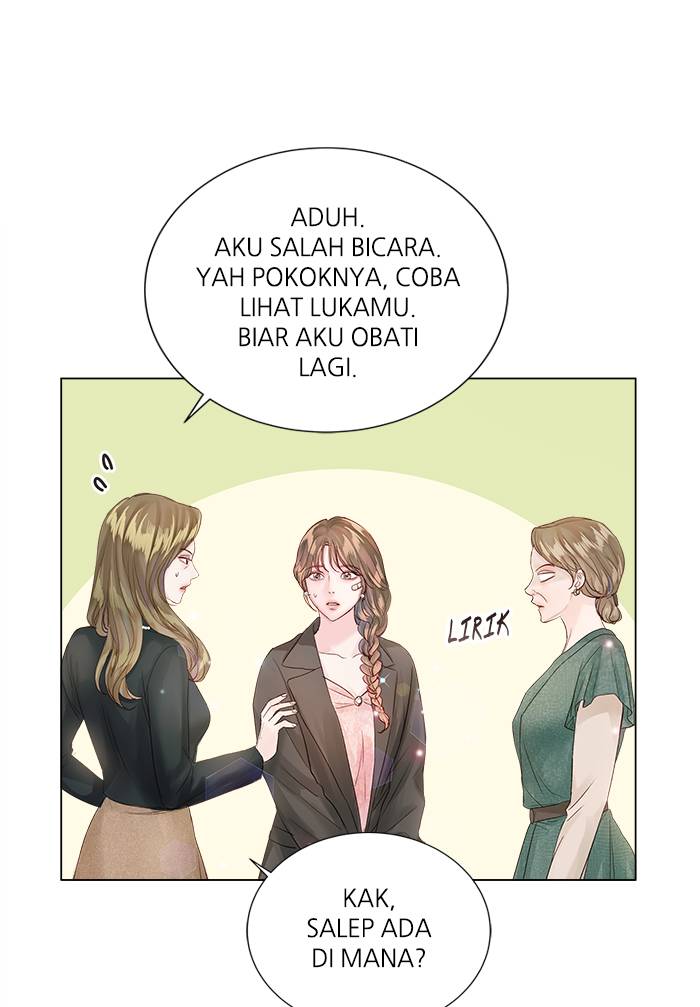 ADUH.
AKU SALAH BICARA.
YAH POKOKNYA, COBA
LIHAT LUKAMU.
BIAR AKU OBATI
LAGI.
LIRIK
KAK,
SALEP ADA
DI MANA?